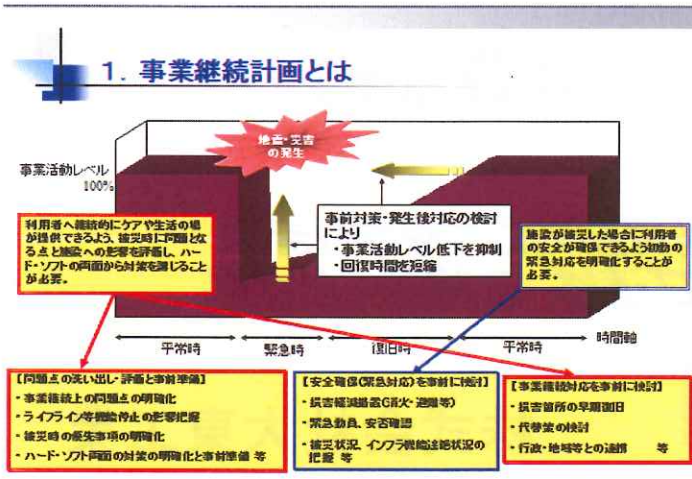 1. 事業継続計画とは
地震・災害
の発生
事業活動レベル
100%
利用者へ継続的にケアや生活の場
が提供できるよう、被災時に問題とな
る点と施設への影響を評価し、ハー
ド・ソフトの両面から対策を講じること
が必要。
事前対策・発生後対応の検討
により
・事業活動レベル低下を抑制
・回復時間を短縮
施設が被災した場合に利用者
の安全が確保できるよう初動の
緊急対応を明確化することが
必要。
平常時
緊急時
復旧時
平常時
時間軸
【問題点の洗い出し・評価と事前準備】
・事業継続上の問題点の明確化
・ライフライン等機能停止の影響把握
・被災時の優先事項の明確化
・ハード・ソフト両面の対策の明確化と事前準備 等
【安全確保(緊急対応)を事前に検討】
・損害軽減措置(消火・避難等)
・緊急動員、安否確認
・被災状況、インフラ機能途絶状況の
把握 等
【事業継続対応を事前に検討】
・損害箇所の早期復旧
・代替策の検討
・行政・地域等との連携 等